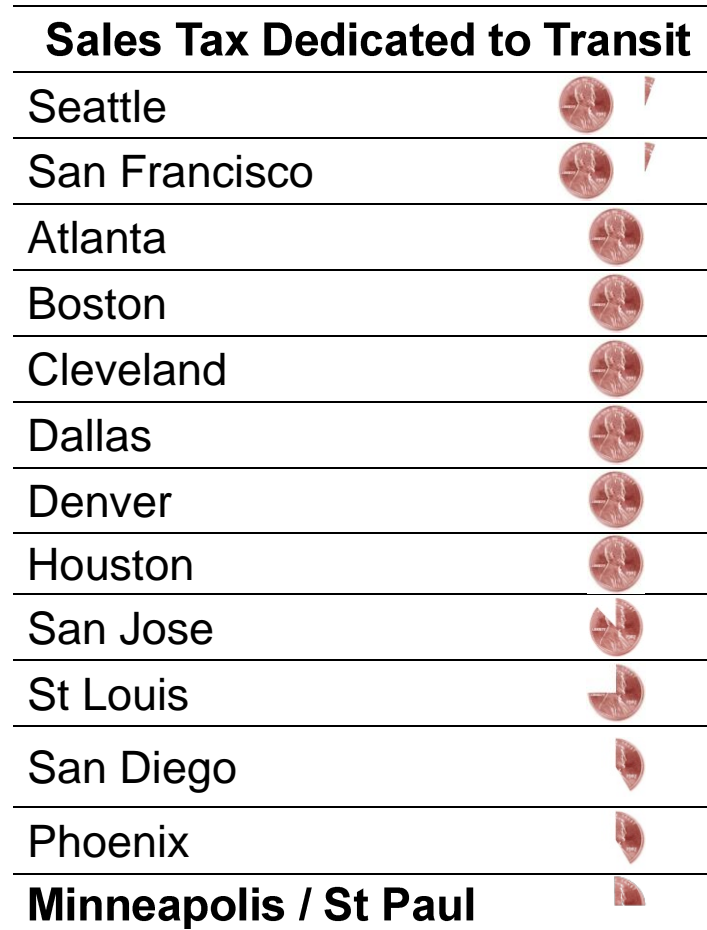 Sales Tax Dedicated to Transit
Seattle
San Francisco
Atlanta
Boston
Cleveland
Dallas
Denver
Houston
San Jose
St Louis
San Diego
Phoenix
Minneapolis / St Paul